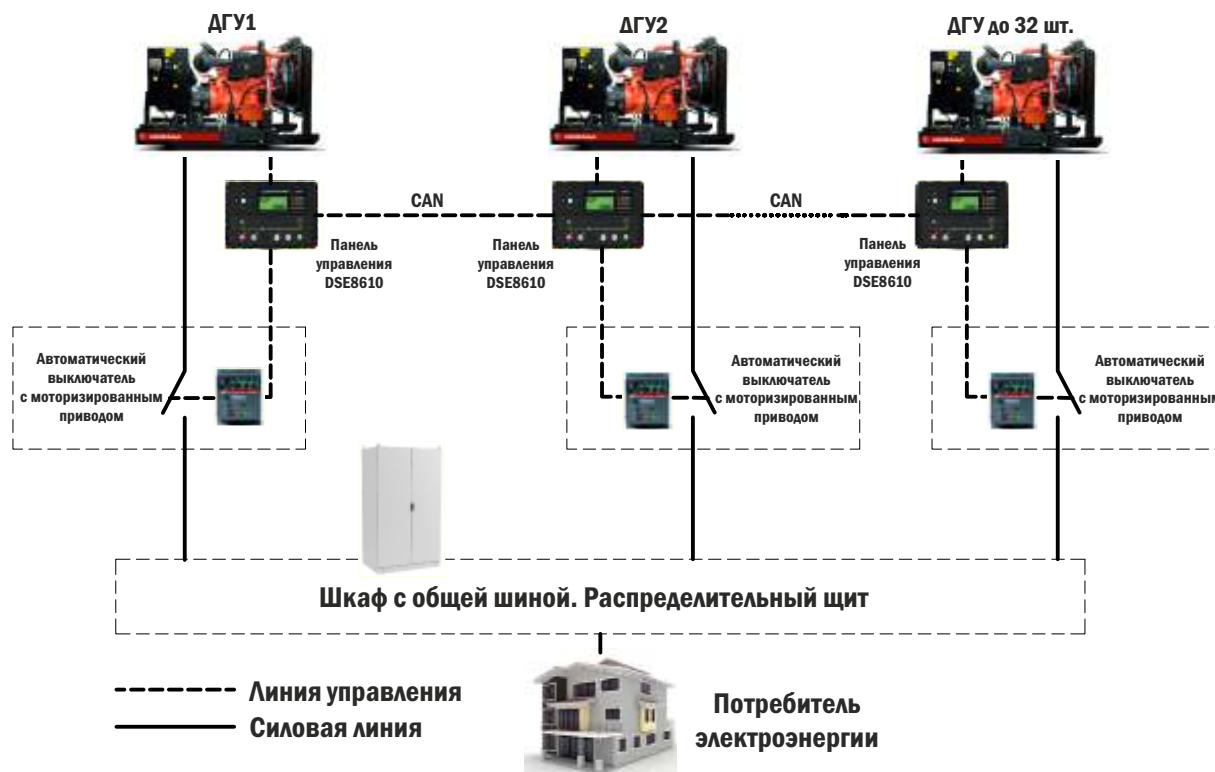 ДГУ1
ДГУ2
ДГУ до 32 шт.
CAN
CAN
Панель
управления
DSE8610
Панель
управления
DSE8610
Панель
управления
DSE8610
Автоматический
выключатель
с моторизированным
приводом
Автоматический
выключатель
с моторизированным
приводом
Автоматический
выключатель
с моторизированным
приводом
Шкаф с общей шиной. Распределительный щит
Линия управления
Силовая линия
Потребитель
электроэнергии